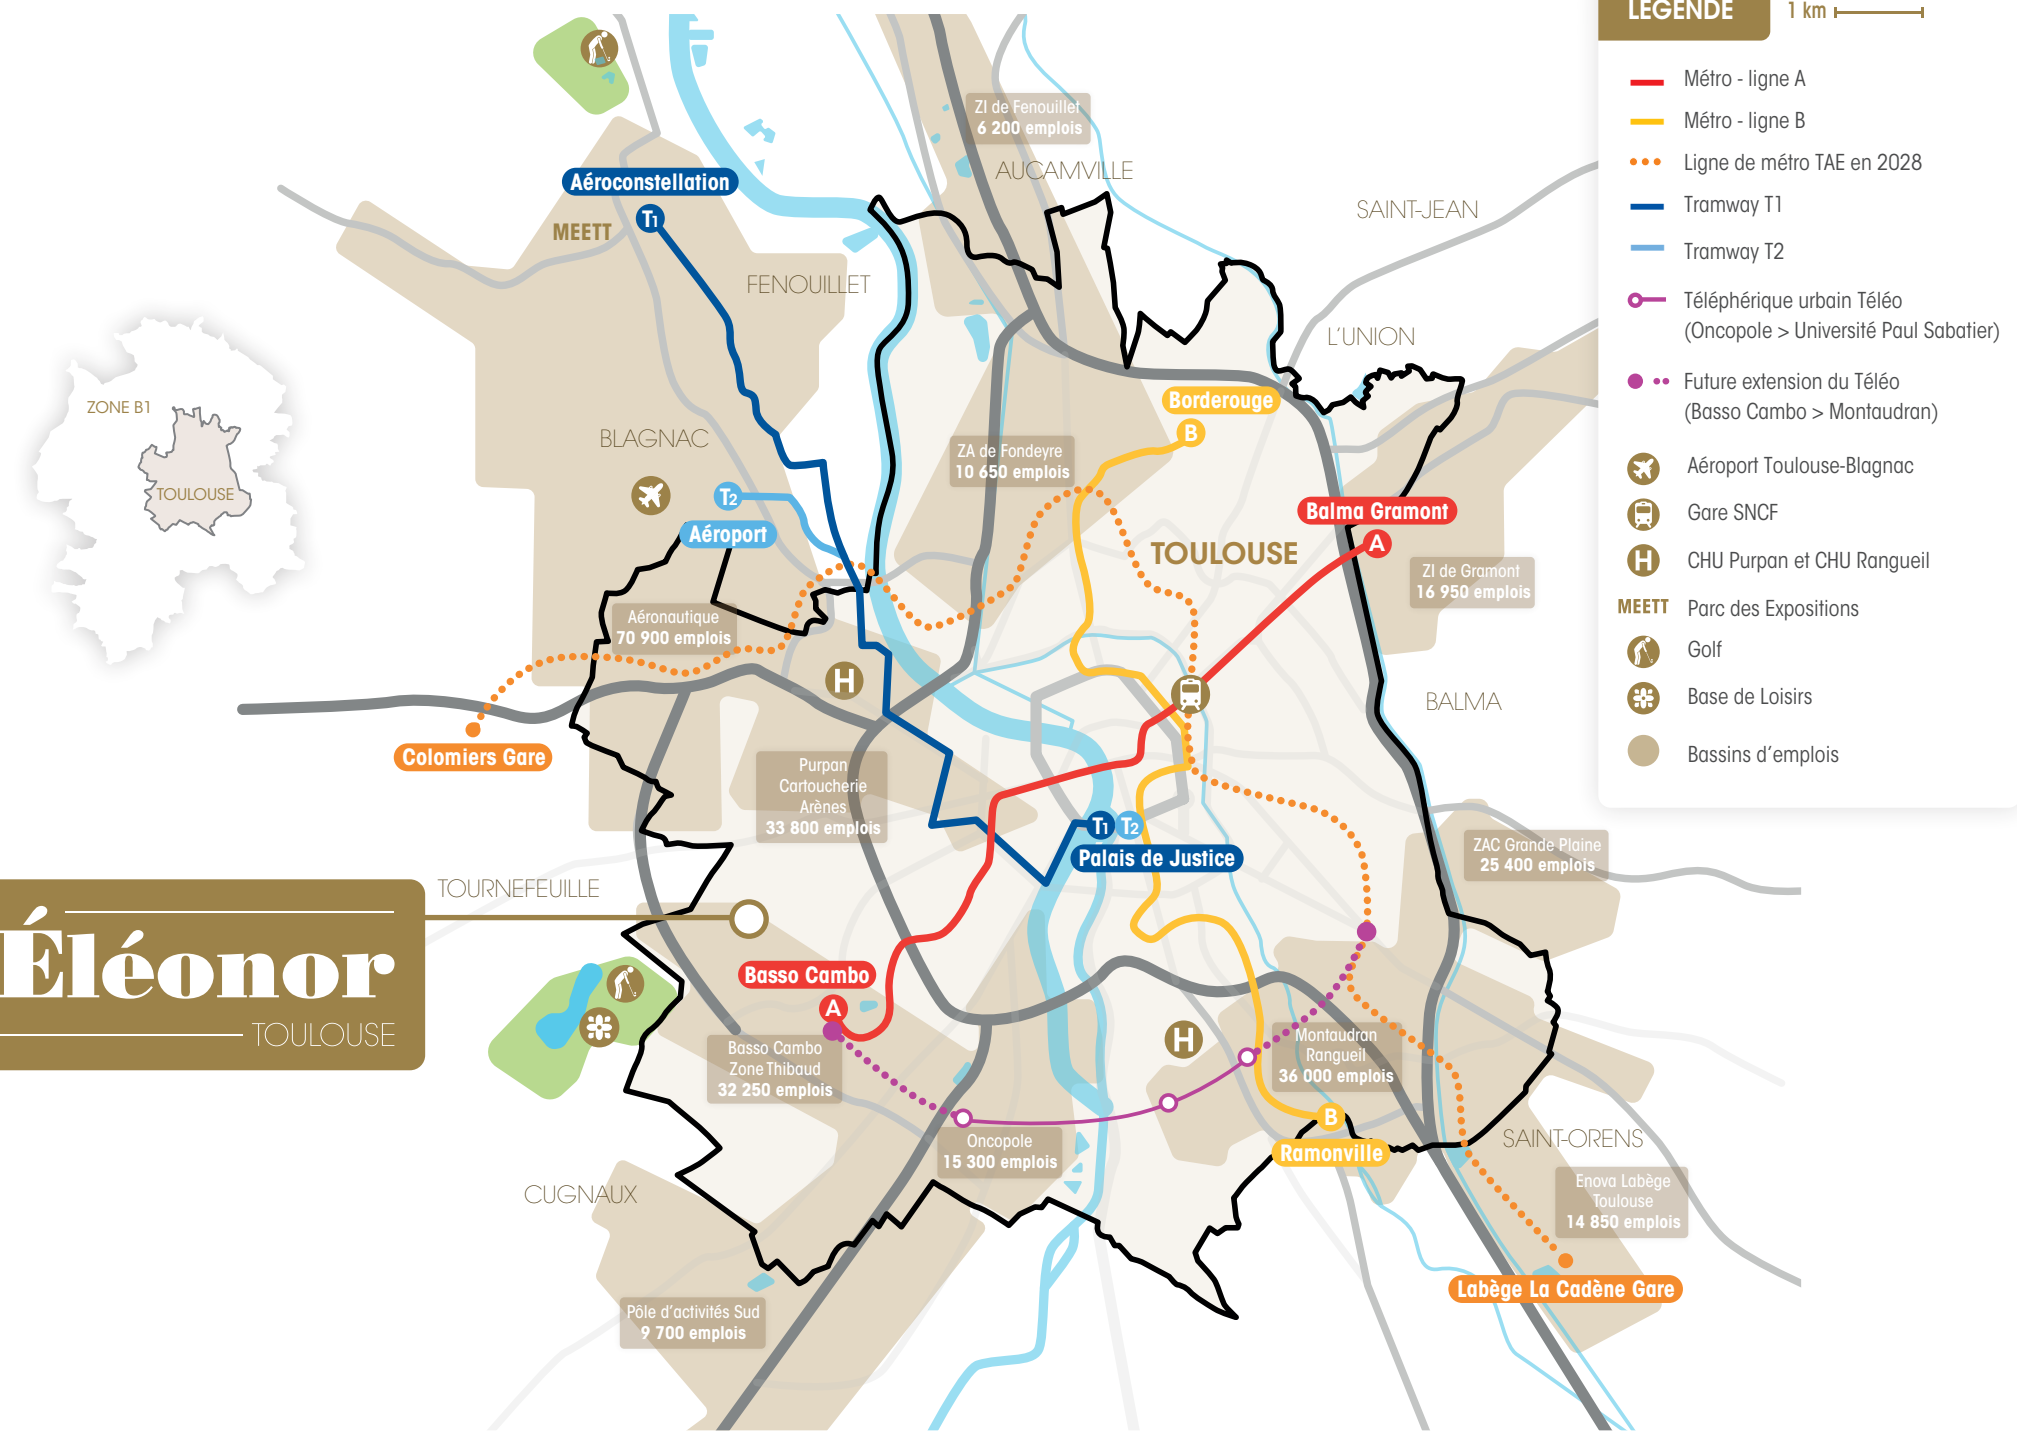 LÉGENDE
1 km
Métro - ligne A
Métro - ligne B
Ligne de métro TAE en 2028
Tramway T1
Tramway T2
Téléphérique urbain Téléo
(Oncopole > Université Paul Sabatier)
Future extension du Téléo
(Basso Cambo > Montaudran)
Aéroport Toulouse-Blagnac
Gare SNCF
H
CHU Purpan et CHU Rangueil
MEETT
Parc des Expositions
Golf
Base de Loisirs
Bassins d'emplois
ZI de Fenouillet
6 200 emplois
AUCAMVILLE
Aéroconstellation
T1
MEETT
SAINT-JEAN
FENOUILLET
L'UNION
ZONE B1
TOULOUSE
Borderouge
B
BLAGNAC
ZA de Fondeyre
10 650 emplois
T2
Aéroport
Balma Gramont
A
TOULOUSE
ZI de Gramont
16 950 emplois
Aéronautique
70 900 emplois
H
BALMA
Colomiers Gare
Purpan
Cartoucherie
Arènes
33 800 emplois
T1
T2
Palais de Justice
ZAC Grande Plaine
25 400 emplois
TOURNEFEUILLE
Éléonor
TOULOUSE
Basso Cambo
A
Basso Cambo
Zone Thibaud
32 250 emplois
H
Montaudran
Rangueil
36 000 emplois
B
Ramonville
Oncopole
15 300 emplois
SAINT-ORENS
CUGNAUX
Enova Labège
Toulouse
14 850 emplois
Labège La Cadène Gare
Pôle d'activités Sud
9 700 emplois